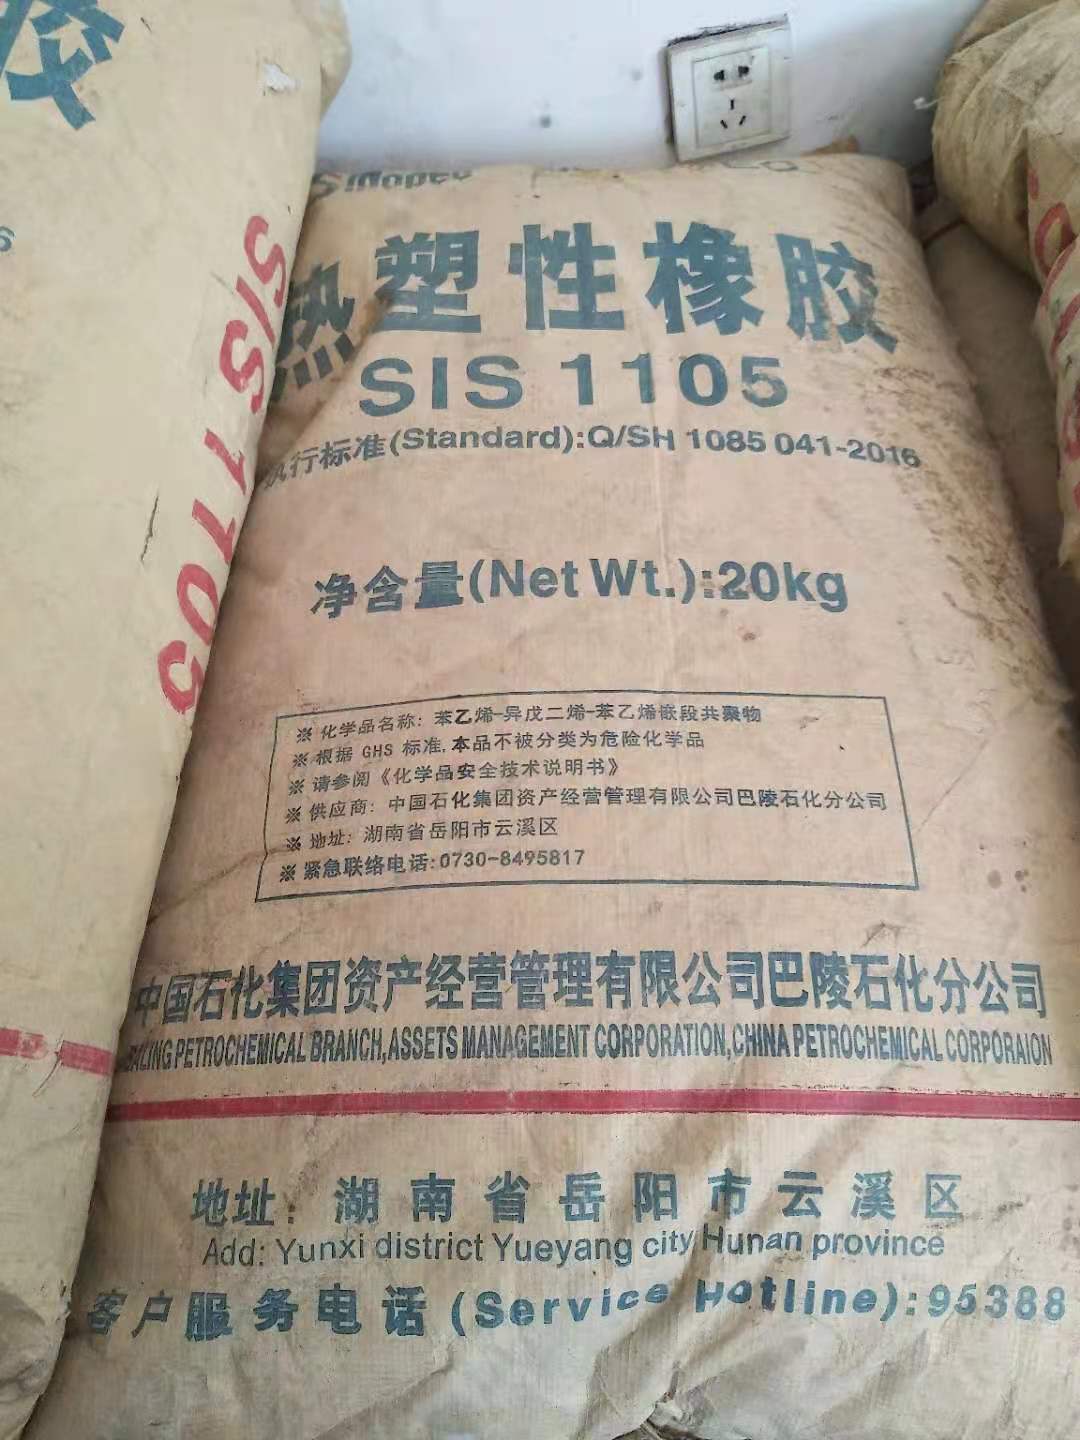 胶
SIS 1105
Sinopec
热塑性橡胶
SIS 1105
执行标准(Standard):Q/SH 1085 041-2016
净含量(Net Wt.):20kg
※ 化学品名称: 苯乙烯-异戊二烯-苯乙烯嵌段共聚物
※ 根据 GHS 标准,本品不被分类为危险化学品
※ 请参阅《化学品安全技术说明书》
※ 供应商: 中国石化集团资产经营管理有限公司巴陵石化分公司
※ 地址: 湖南省岳阳市云溪区
※ 紧急联络电话:0730-8495817
中国石化集团资产经营管理有限公司巴陵石化分公司
PETROCHEMICAL BRANCH,ASSETS MANAGEMENT CORPORATION,CHINA PETROCHEMICAL CORPORAION
地址: 湖南省岳阳市云溪区
Add: Yunxi district Yueyang city Hunan province
客户服务电话 (Service Hotline):95388